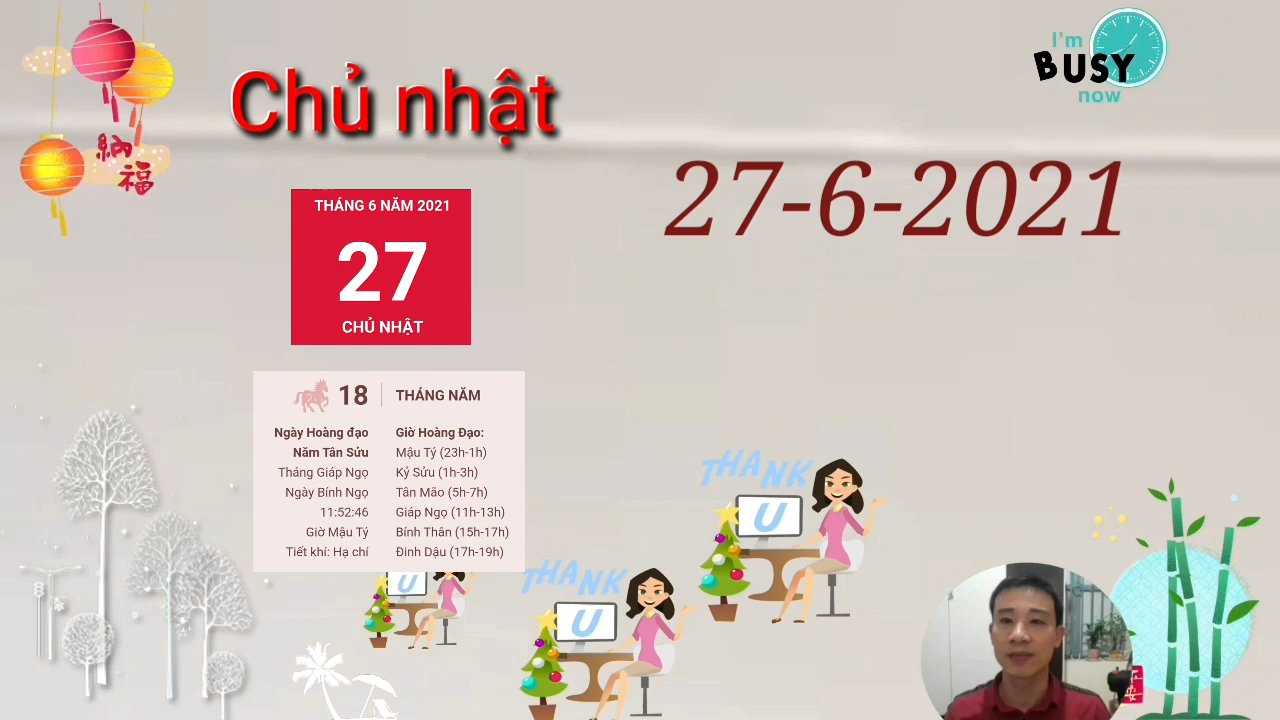 I'm
BUSY
now
Chủ nhật
27-6-2021
納
福
THÁNG 6 NĂM 2021
27
CHỦ NHẬT
18 THÁNG NĂM
Ngày Hoàng đạo
Năm Tân Sửu
Tháng Giáp Ngọ
Ngày Bính Ngọ
11:52:46
Giờ Mậu Tý
Tiết khí: Hạ chí
Giờ Hoàng Đạo:
Mậu Tý (23h-1h)
Kỷ Sửu (1h-3h)
Tân Mão (5h-7h)
Giáp Ngọ (11h-13h)
Bính Thân (15h-17h)
Đinh Dậu (17h-19h)
THANK
U
THANK
U
U